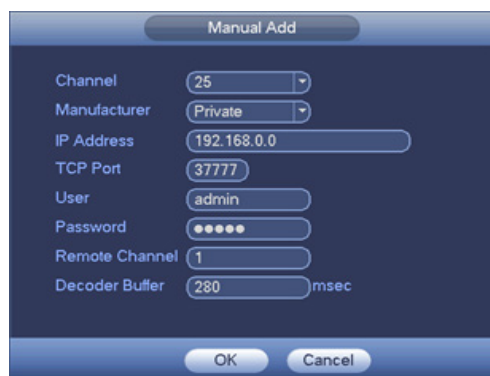 Manual Add
Channel 25
Manufacturer Private
IP Address 192.168.0.0
TCP Port 37777
User admin
Password ●●●●●
Remote Channel 1
Decoder Buffer 280 msec
OK Cancel